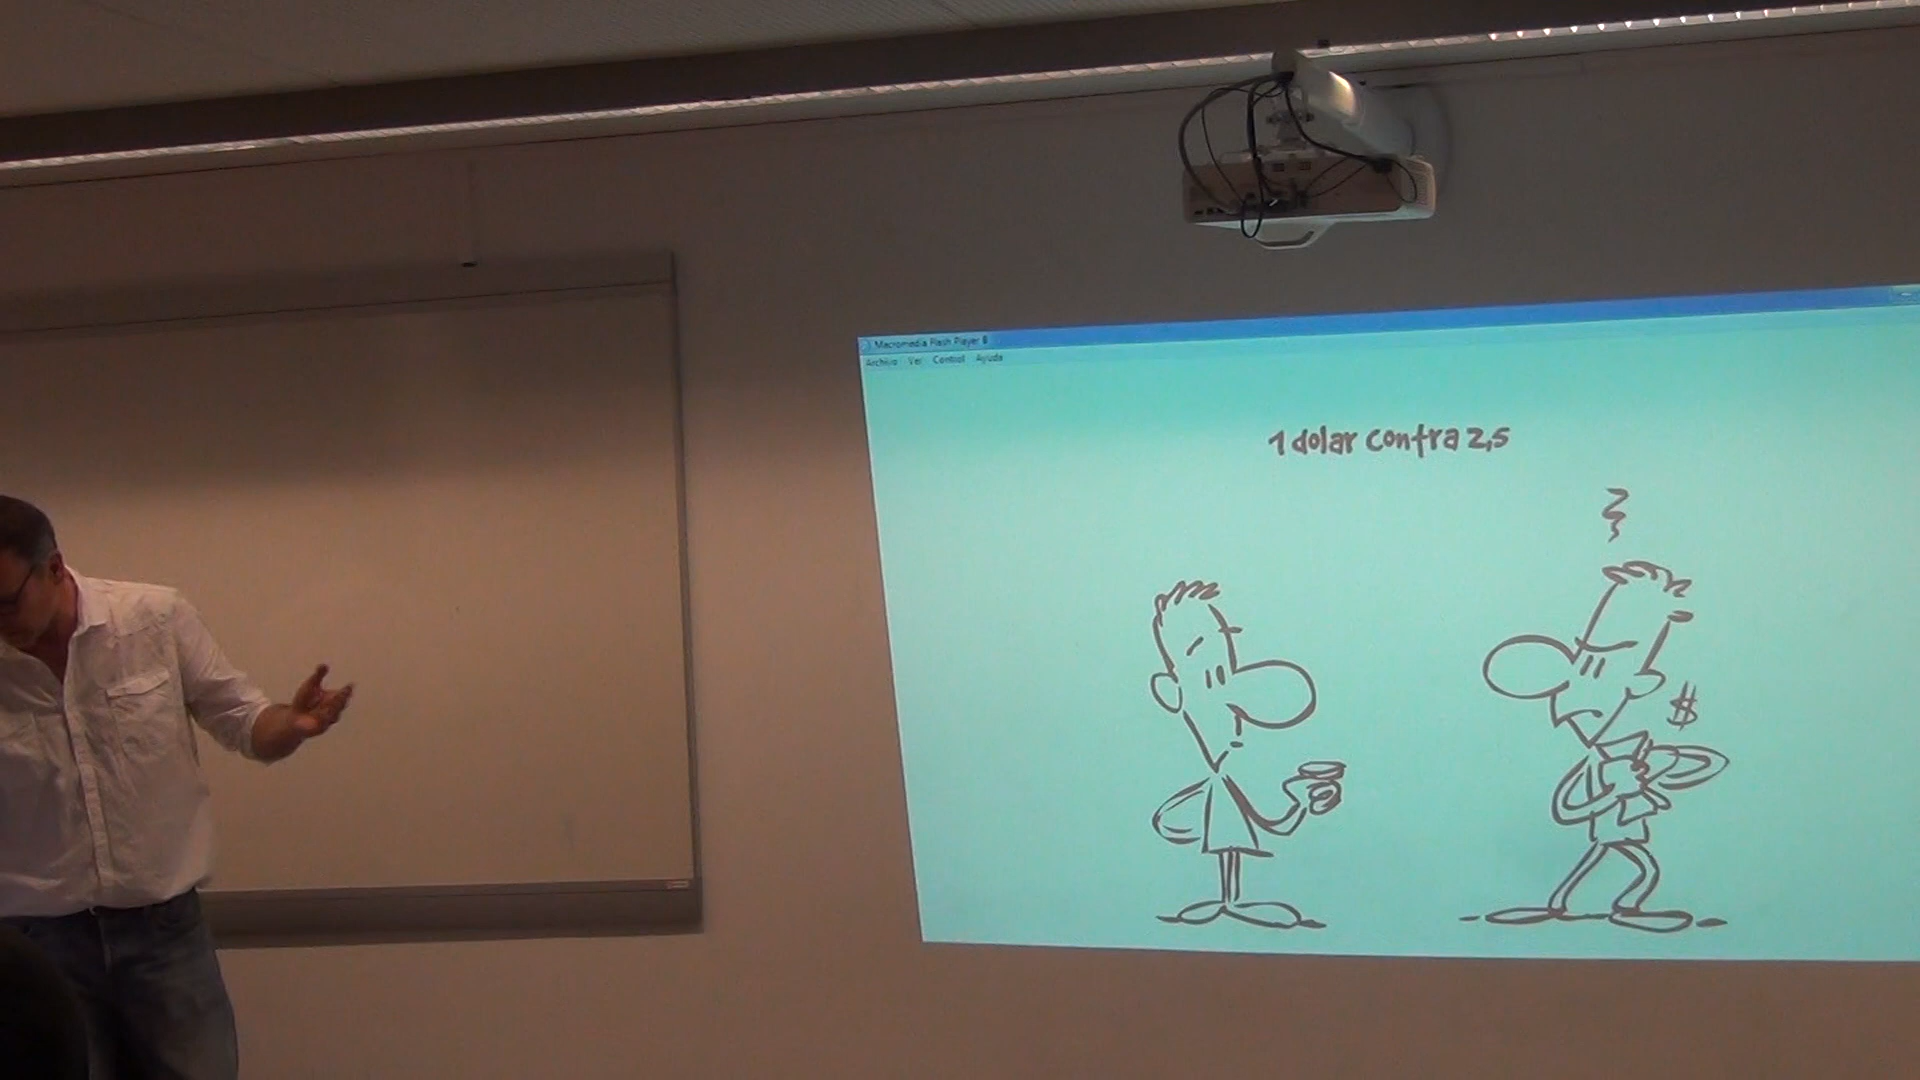 Macromedia Flash Player 8
Archivo Ver Control Ayuda
1 dolar contra 2,5
$